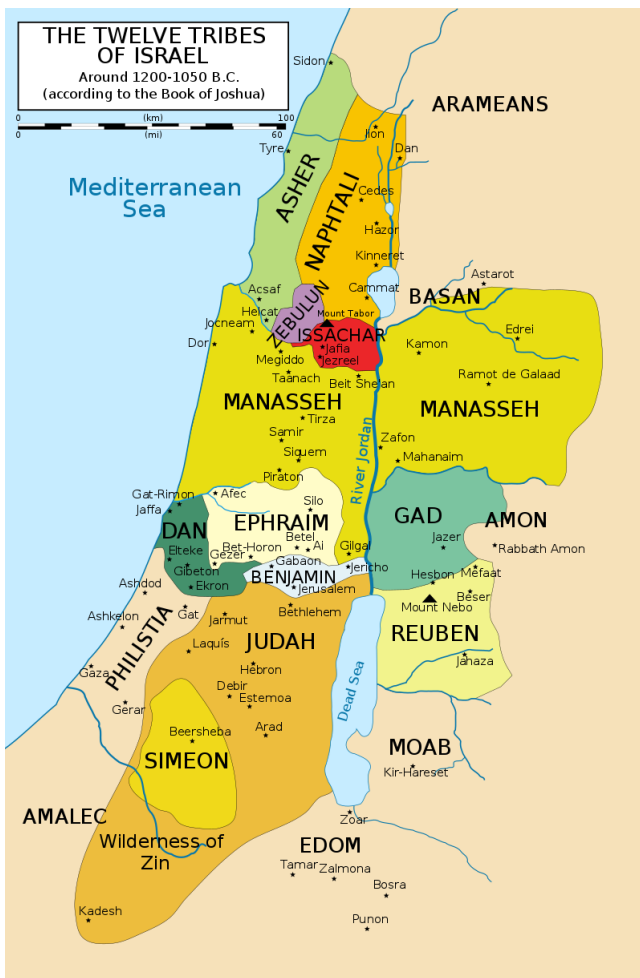 THE TWELVE TRIBES
OF ISRAEL
Around 1200-1050 B.C.
(according to the Book of Joshua)
0 (km) 100
0 (mi) 60
Sidon
ARAMEANS
Ilon
Tyre
Dan
Mediterranean
Sea
ASHER
NAPHTALI
Cedes
Hazor
Kinneret
Astarot
Acsaf
Cammat
BASAN
Helcat
ZEBULUN
Mount Tabor
Jocneam
ISSACHAR
Edrei
Dor
Jafia
Kamon
Megiddo
Jezreel
Taanach
Beit Shean
Ramot de Galaad
MANASSEH
MANASSEH
Tirza
Samir
River Jordan
Zafon
Siquem
Mahanaim
Piraton
Gat-Rimon
Afec
Jaffa
Silo
DAN
EPHRAIM
GAD
AMON
Betel
Jazer
Elteke
Bet-Horon
Ai
Gilgal
Rabbath Amon
Gezer
Gabaon
Jericho
Gibeton
BENJAMIN
Mefaat
Ashdod
Ekron
Jerusalem
Hesbon
Béser
Bethlehem
Mount Nebo
Ashkelon
Gat
Jarmut
REUBEN
PHILISTIA
JUDAH
Laquís
Jahaza
Gaza
Hebron
Debir
Estemoa
Dead Sea
Gerar
Beersheba
Arad
MOAB
SIMEON
Kir-Hareset
AMALEC
Zoar
Wilderness of
Zin
EDOM
Tamar
Zalmona
Bosra
Kadesh
Punon